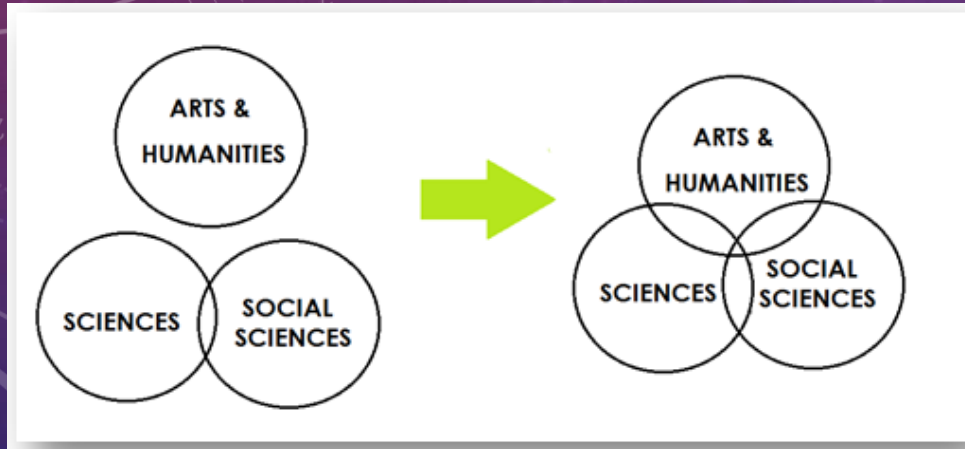 ARTS &
HUMANITIES
SCIENCES
SOCIAL
SCIENCES
ARTS &
HUMANITIES
SCIENCES
SOCIAL
SCIENCES